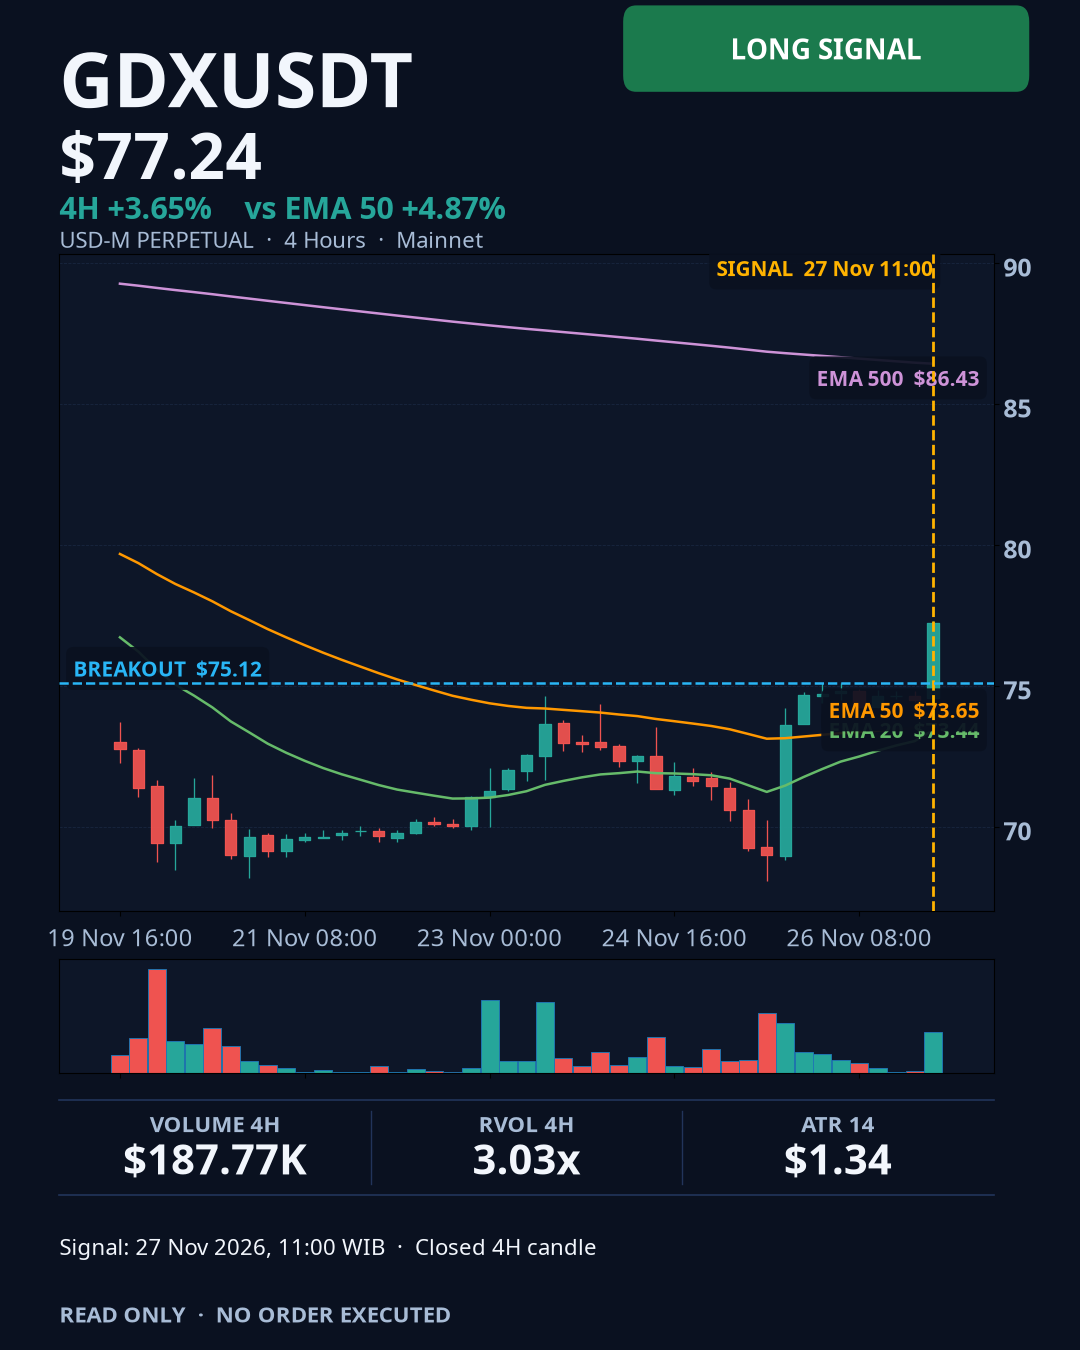 LONG SIGNAL
GDXUSDT
$77.24
4H +3.65% vs EMA 50 +4.87%
USD-M PERPETUAL · 4 Hours · Mainnet
SIGNAL 27 Nov 11:00
90
EMA 500 $86.43
85
80
BREAKOUT $75.12
75
EMA 50 $73.65
EMA 20 $73.44
70
19 Nov 16:00 21 Nov 08:00 23 Nov 00:00 24 Nov 16:00 26 Nov 08:00
VOLUME 4H RVOL 4H ATR 14
$187.77K 3.03x $1.34
Signal: 27 Nov 2026, 11:00 WIB · Closed 4H candle
READ ONLY · NO ORDER EXECUTED